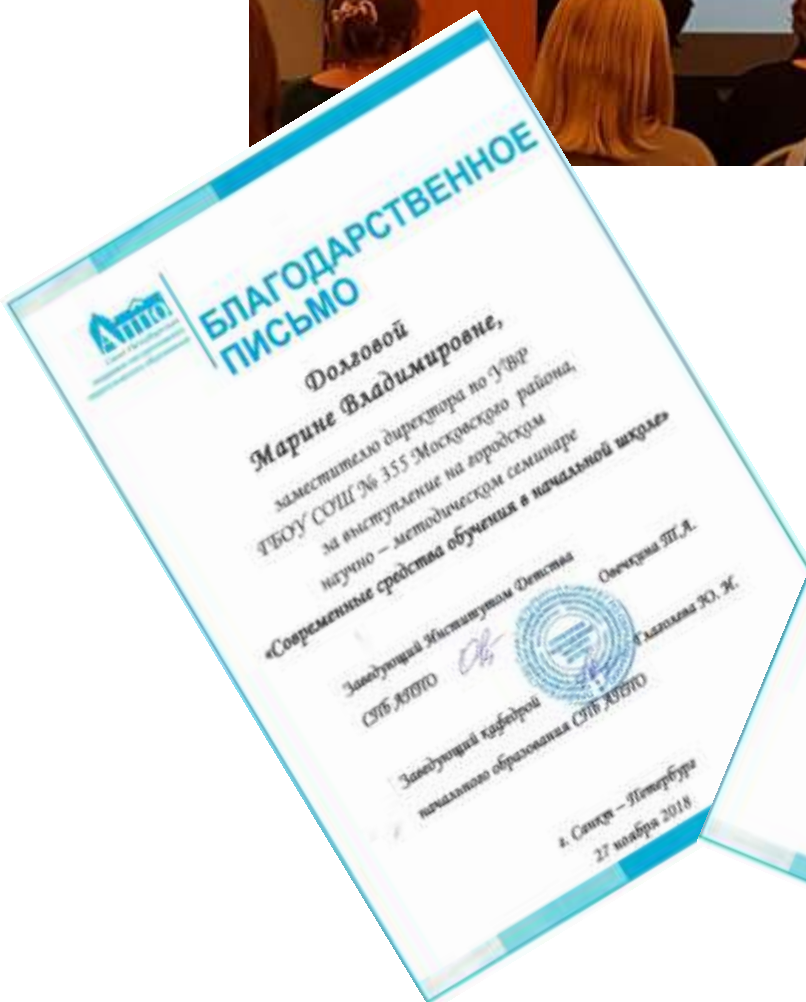 БЛАГОДАРСТВЕННОЕ
ПИСЬМО
АППО
Долговой
Марине Владимировне,
заместителю директора по УВР
ГБОУ СОШ № 355 Московского района,
за выступление на городском
научно – методическом семинаре
«Современные средства обучения в начальной школе»
Заведующий Институтом Детства
СПБ АППО
Овечкина Т.А.
Заведующий кафедрой
начального образования СПБ АППО
Глаголева Ю. И.
г. Санкт – Петербург
27 ноября 2018